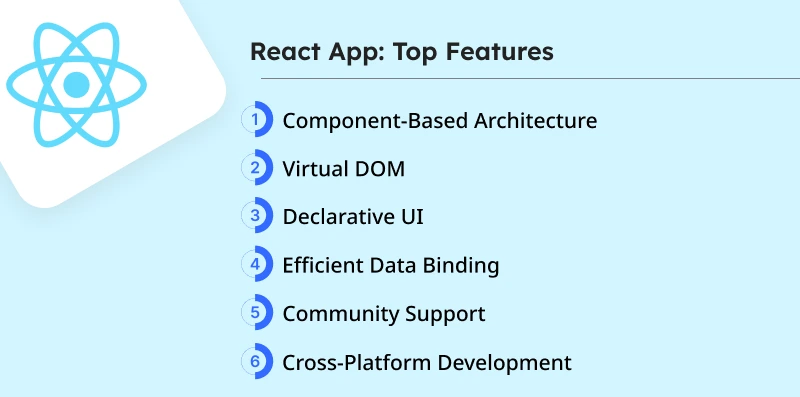 React App: Top Features
1 Component-Based Architecture
2 Virtual DOM
3 Declarative UI
4 Efficient Data Binding
5 Community Support
6 Cross-Platform Development